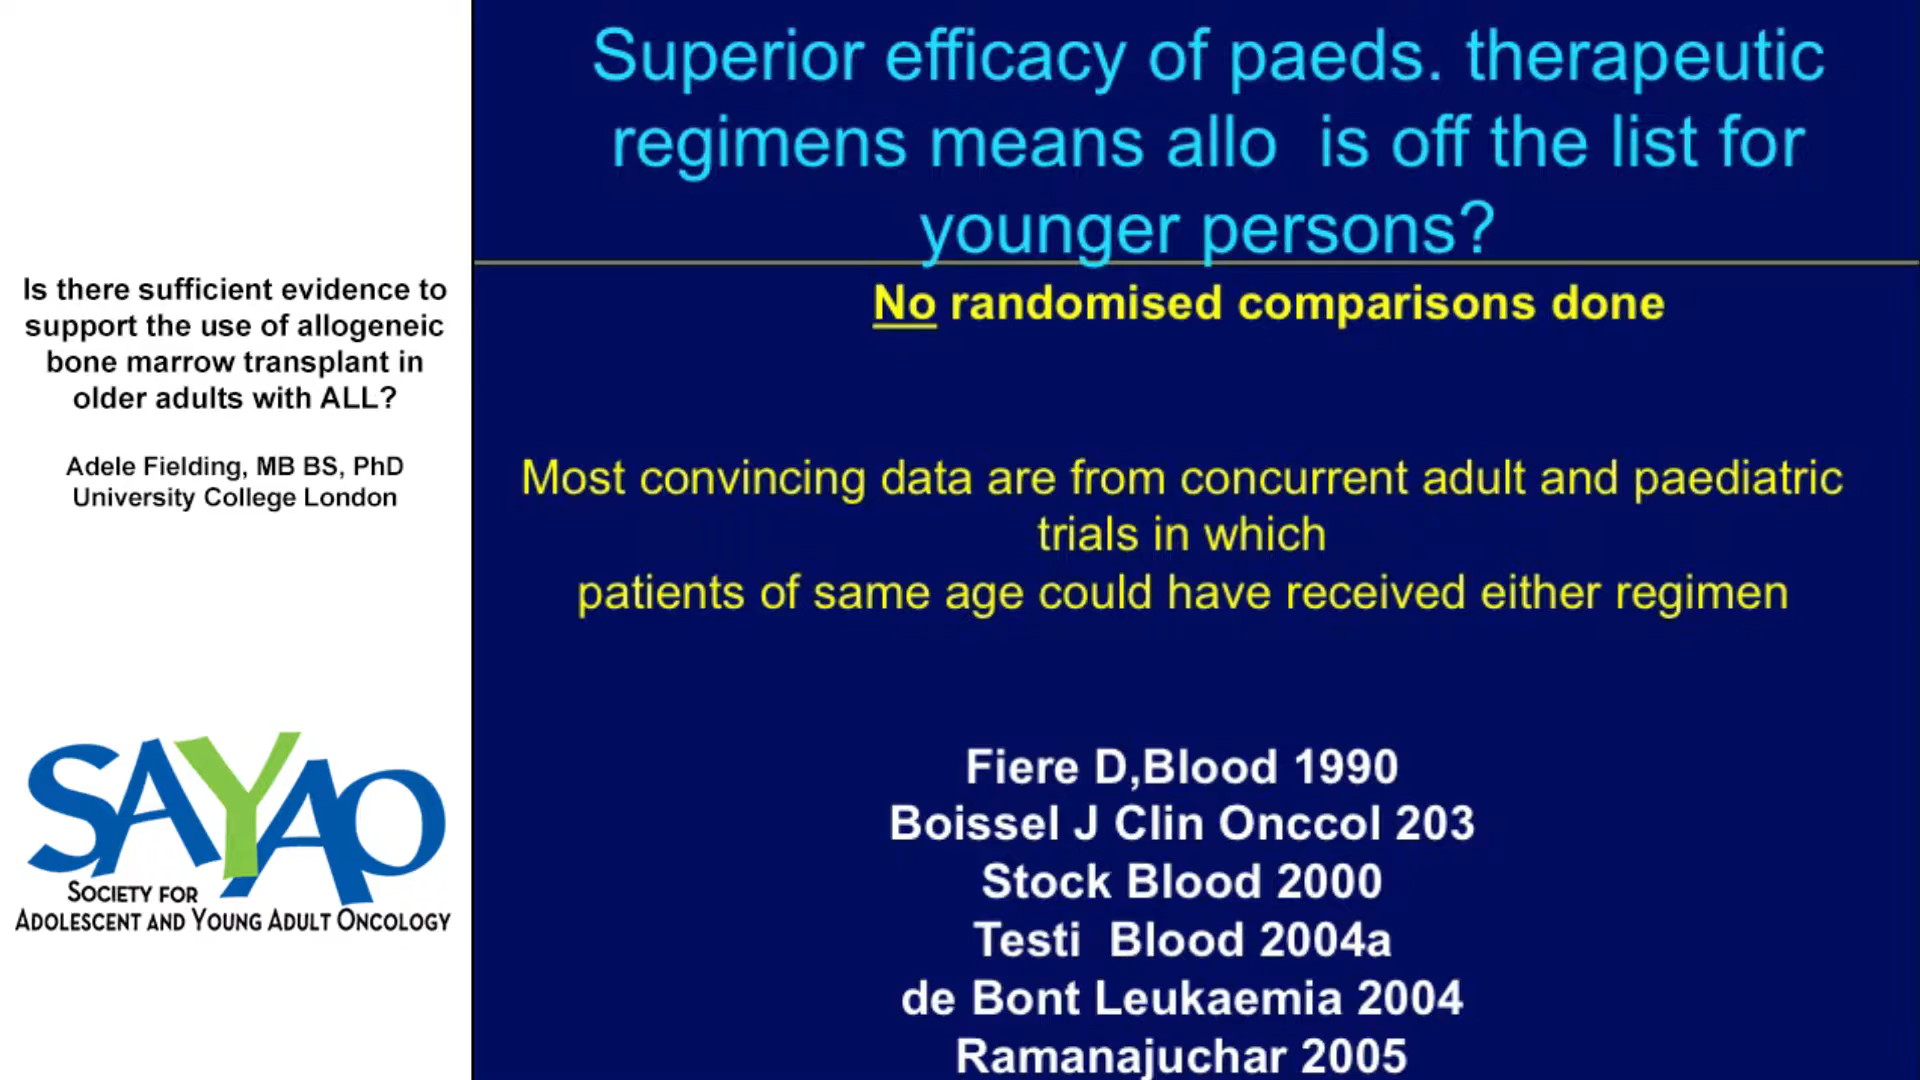 Superior efficacy of paeds. therapeutic
regimens means allo is off the list for
younger persons?
No randomised comparisons done
Most convincing data are from concurrent adult and paediatric
trials in which
patients of same age could have received either regimen
Fiere D,Blood 1990
Boissel J Clin Onccol 203
Stock Blood 2000
Testi Blood 2004a
de Bont Leukaemia 2004
Ramanajuchar 2005
Is there sufficient evidence to
support the use of allogeneic
bone marrow transplant in
older adults with ALL?
Adele Fielding, MB BS, PhD
University College London
SAYAO
SOCIETY FOR
ADOLESCENT AND YOUNG ADULT ONCOLOGY